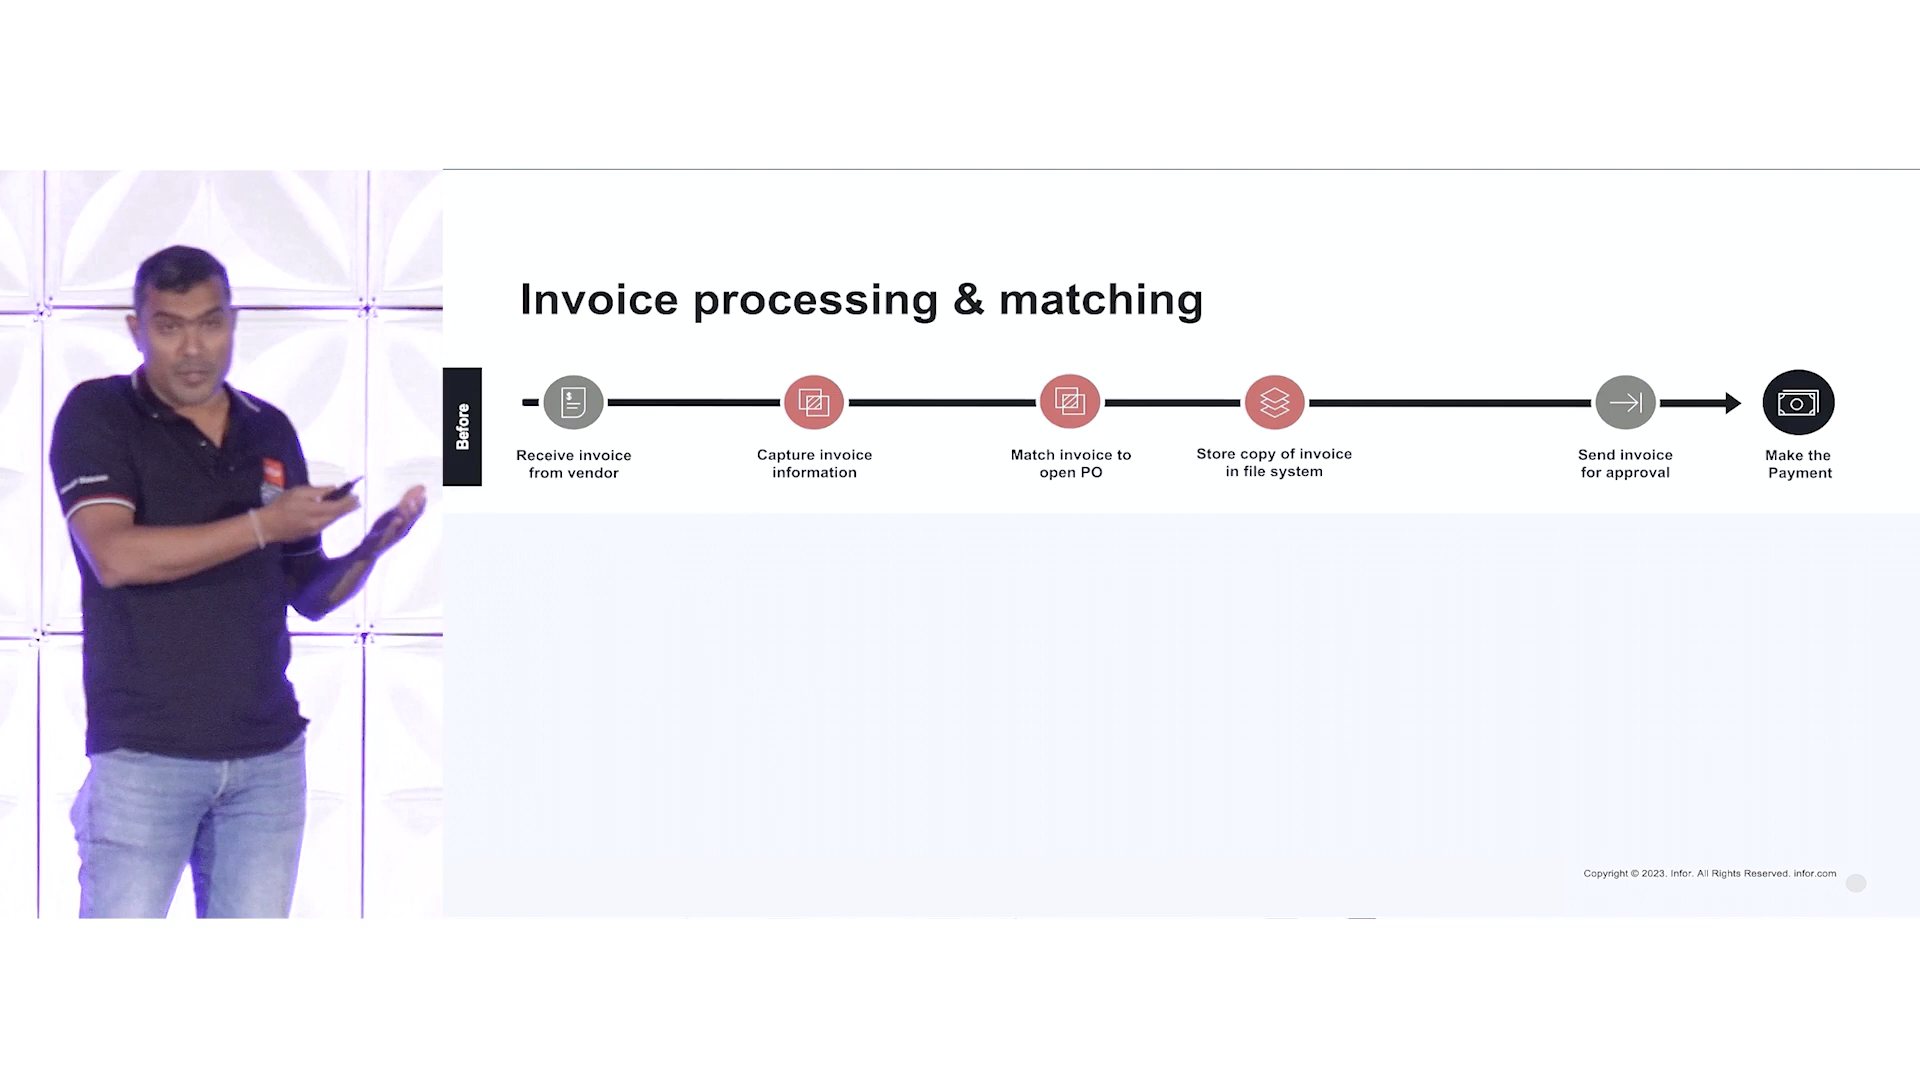 Invoice processing & matching
Before
Receive invoice
from vendor
Capture invoice
information
Match invoice to
open PO
Store copy of invoice
in file system
Send invoice
for approval
Make the
Payment
Copyright © 2023. Infor. All Rights Reserved. infor.com